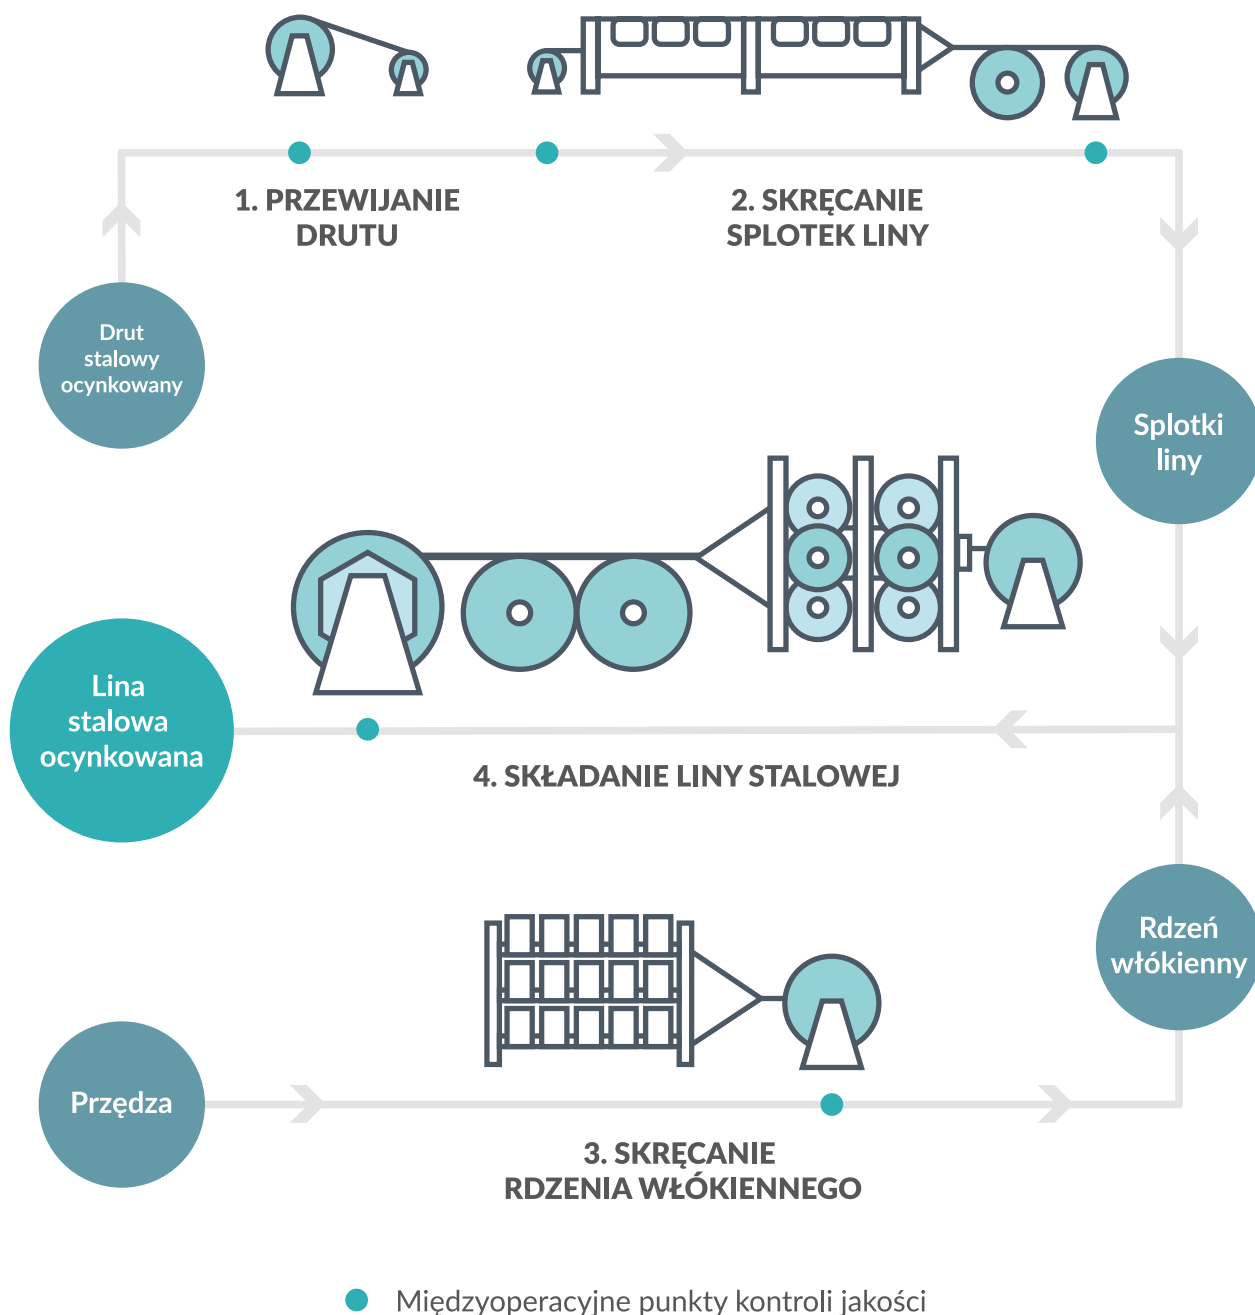 1. PRZEWIJANIE
DRUTU
2. SKRĘCANIE
SPLOTEK LINY
Drut
stalowy
ocynkowany
Splotki
liny
Lina
stalowa
ocynkowana
4. SKŁADANIE LINY STALOWEJ
Rdzeń
włókienny
Przędza
3. SKRĘCANIE
RDZENIA WŁÓKIENNEGO
Międzyoperacyjne punkty kontroli jakości